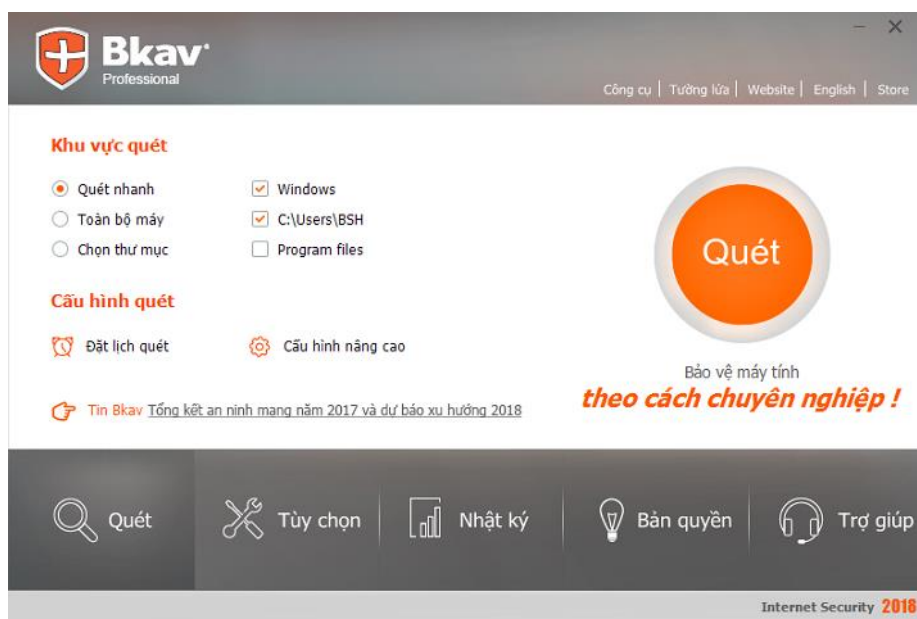 Bkav
Professional
Công cụ | Tường lửa | Website | English | Store
Khu vực quét
Quét nhanh
Windows
Toàn bộ máy
C:\Users\BSH
Chọn thư mục
Program files
Quét
Cấu hình quét
Đặt lịch quét
Cấu hình nâng cao
Bảo vệ máy tính
theo cách chuyên nghiệp !
Tin Bkav Tổng kết an ninh mạng năm 2017 và dự báo xu hướng 2018
Quét
Tùy chọn
Nhật ký
Bản quyền
Trợ giúp
Internet Security 2018